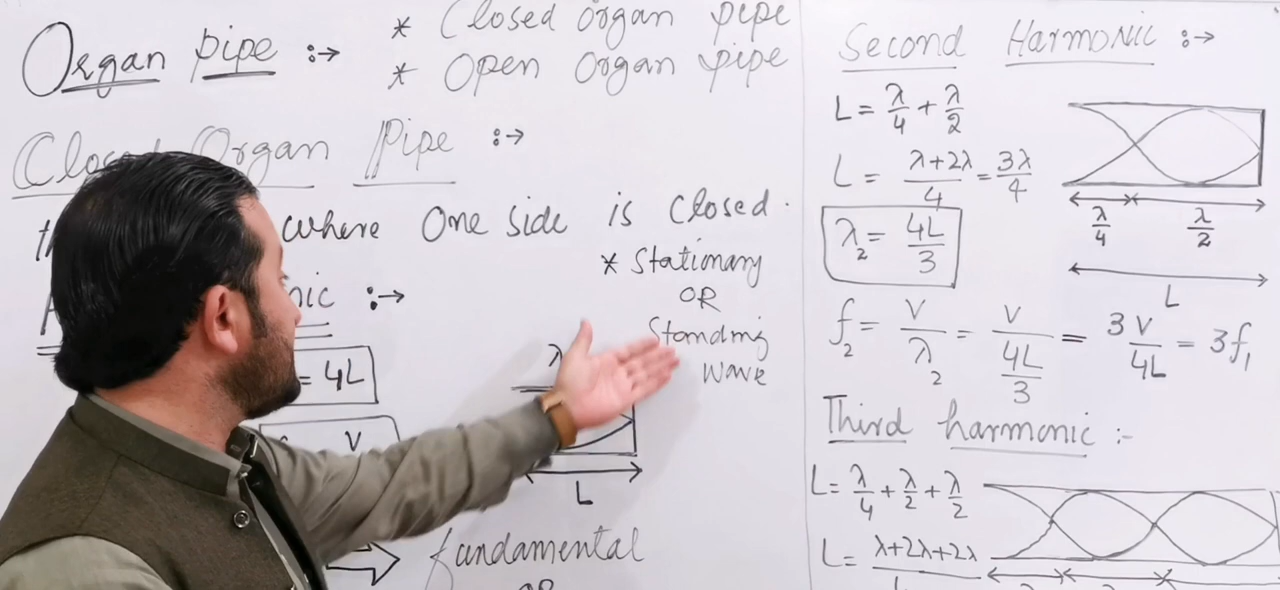 Organ pipe :→
* Closed organ pipe
* Open Organ pipe
Closed Organ Pipe :→
where One side is closed.
:→
* Stationary
OR
Standing
wave
= 4L
V
λ
L
fundamental
OR
Second Harmonic :→
L = λ/4 + λ/2
L = (λ+2λ)/4 = 3λ/4
λ₂ = 4L/3
λ/4 λ/2
L
f₂ = V/λ₂ = V/(4L/3) = 3V/4L = 3f₁
Third harmonic :-
L = λ/4 + λ/2 + λ/2
L = λ+2λ+2λ